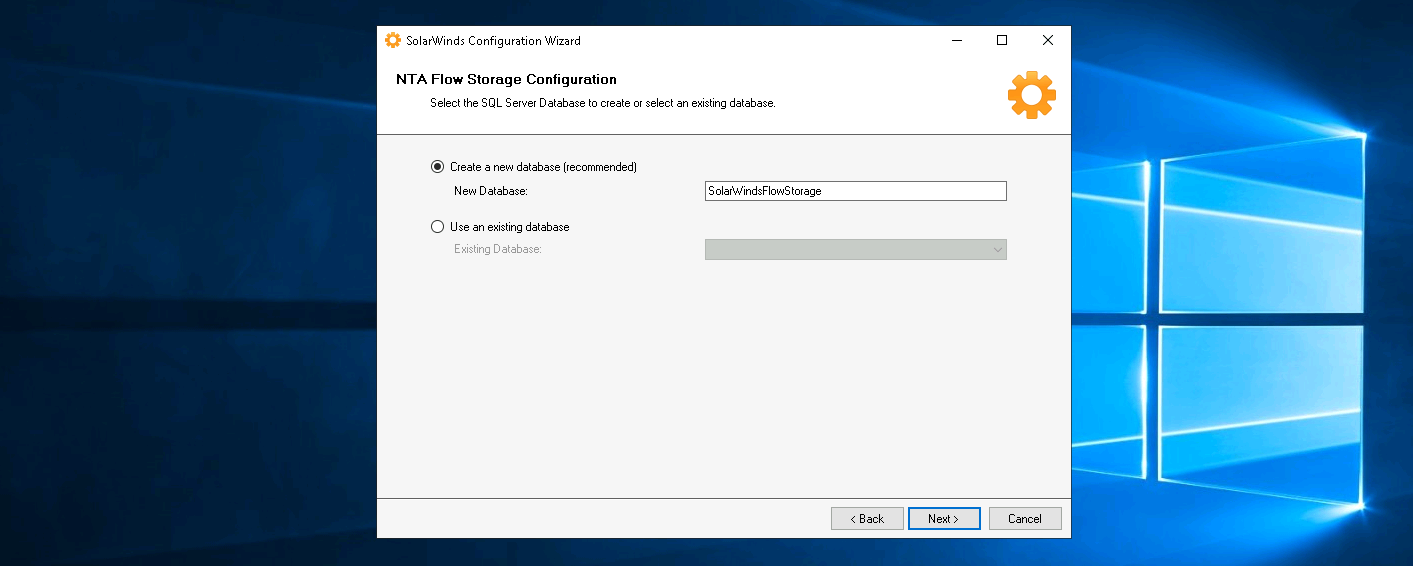 SolarWinds Configuration Wizard
NTA Flow Storage Configuration
Select the SQL Server Database to create or select an existing database.
Create a new database (recommended)
New Database: SolarWindsFlowStorage
Use an existing database
Existing Database:
< Back Next > Cancel